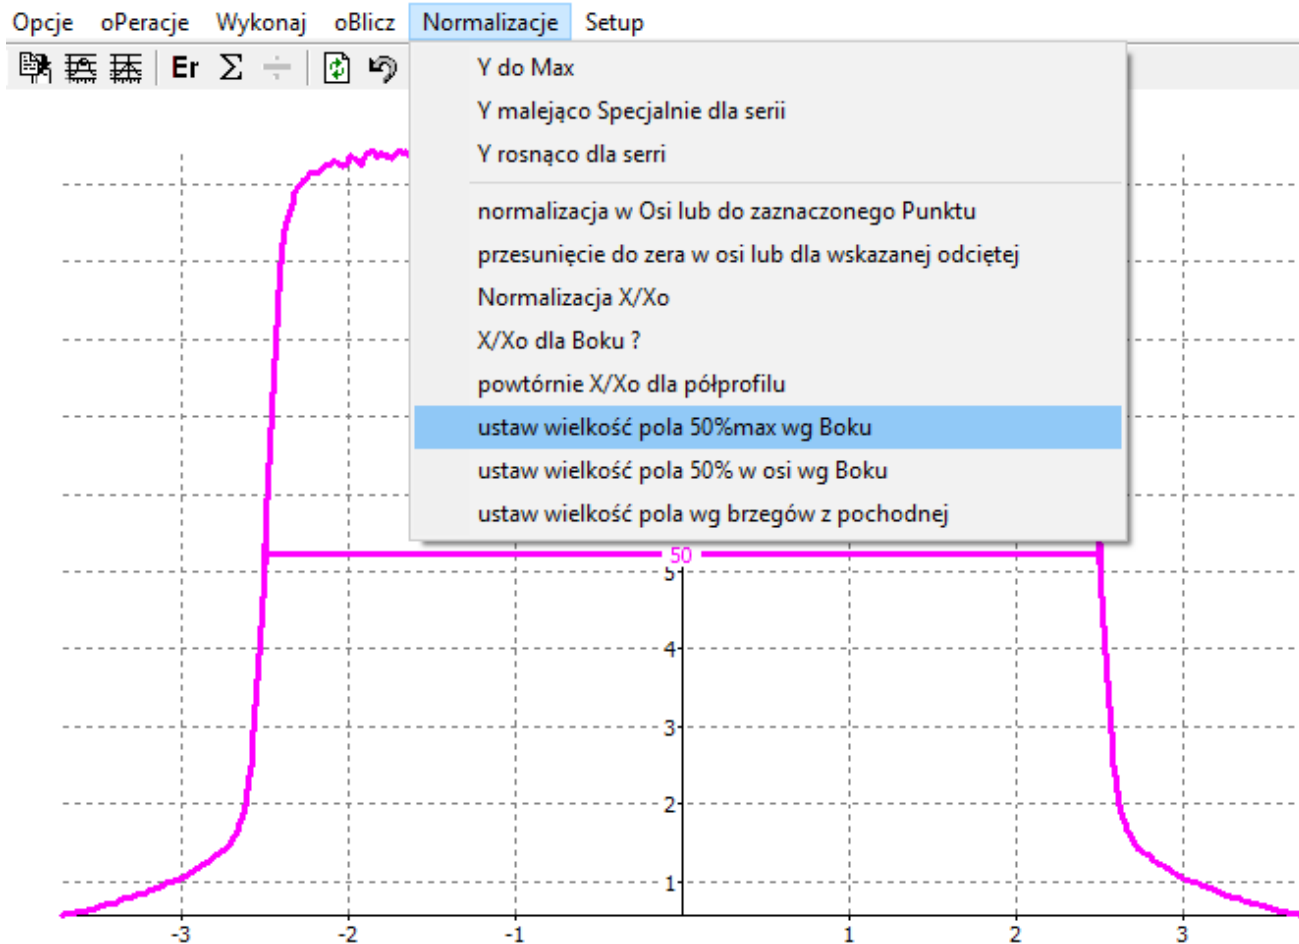 Opcje oPeracje Wykonaj oBlicz Normalizacje Setup
Er Σ ÷
Y do Max
Y malejąco Specjalnie dla serii
Y rosnąco dla serri
normalizacja w Osi lub do zaznaczonego Punktu
przesunięcie do zera w osi lub dla wskazanej odciętej
Normalizacja X/Xo
X/Xo dla Boku ?
powtórnie X/Xo dla półprofilu
ustaw wielkość pola 50%max wg Boku
ustaw wielkość pola 50% w osi wg Boku
ustaw wielkość pola wg brzegów z pochodnej
50
5
4
3
2
1
-3 -2 -1 1 2 3